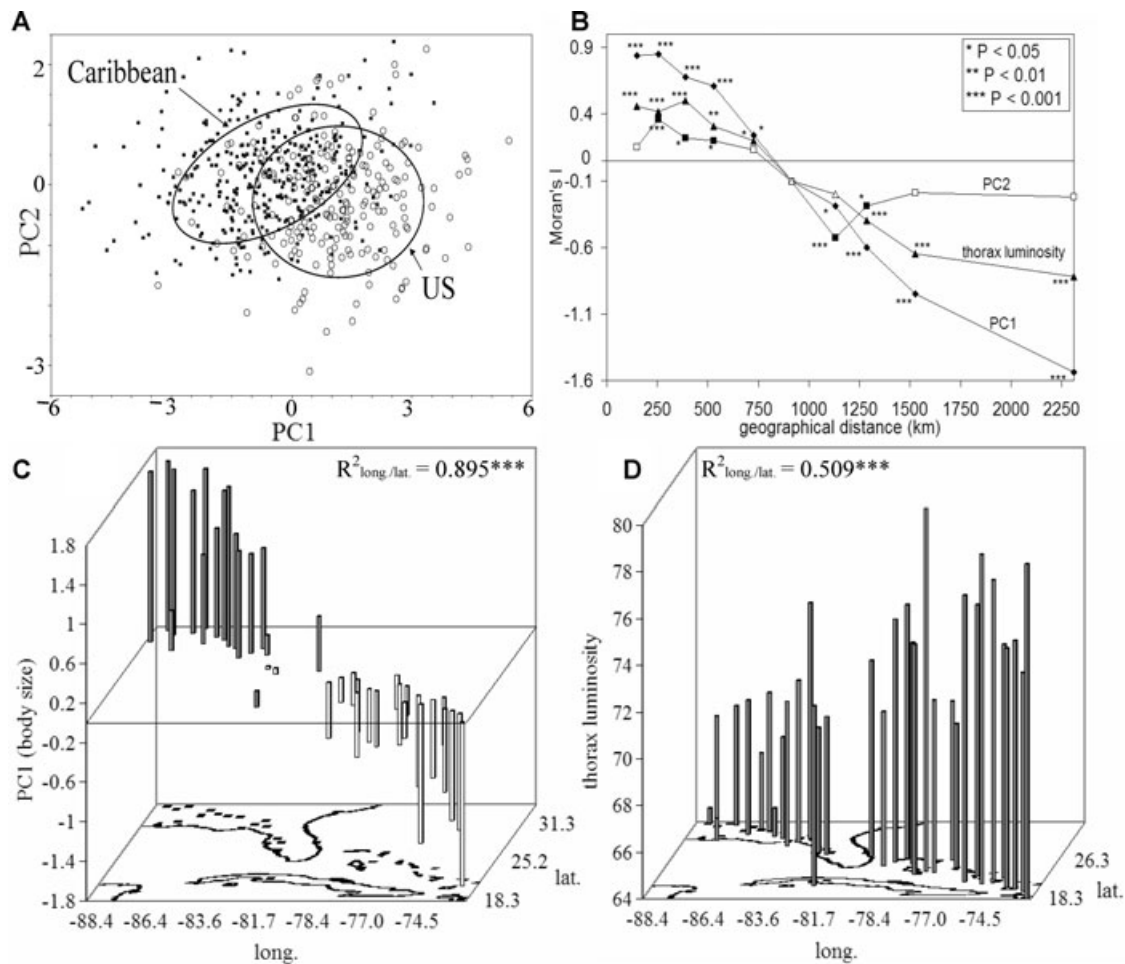 A
2
0
-3
PC2
-6
-3
0
3
6
PC1
Caribbean
US
B
* P < 0.05
** P < 0.01
*** P < 0.001
0.9
0.4
0
-0.1
-0.6
-1.1
-1.6
Moran's I
*** *** *** ***
*** *** *** ** * *
*** * *
* * *** ***
*** ***
*** ***
*** ***
PC2
thorax luminosity
PC1
0 250 500 750 1000 1250 1500 1750 2000 2250
geographical distance (km)
C
R² long./lat. = 0.895***
1.8
1.4
1
0.6
0.2
-0.2
-0.6
-1
-1.4
-1.8
PC1 (body size)
-88.4 -86.4 -83.6 -81.7 -78.4 -77.0 -74.5
long.
31.3
25.2
18.3
lat.
D
R² long./lat. = 0.509***
80
78
76
74
72
70
68
66
64
thorax luminosity
-88.4 -86.4 -83.6 -81.7 -78.4 -77.0 -74.5
long.
26.3
18.3
lat.